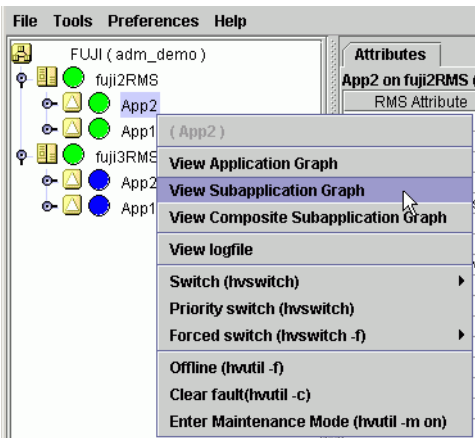 File Tools Preferences Help
FUJI ( adm_demo )
Attributes
fuji2RMS
App2 on fuji2RMS (
App2
RMS Attribute
App1
( App2 )
fuji3RMS
View Application Graph
App2
View Subapplication Graph
App1
View Composite Subapplication Graph
View logfile
Switch (hvswitch)
Priority switch (hvswitch)
Forced switch (hvswitch -f)
Offline (hvutil -f)
Clear fault(hvutil -c)
Enter Maintenance Mode (hvutil -m on)